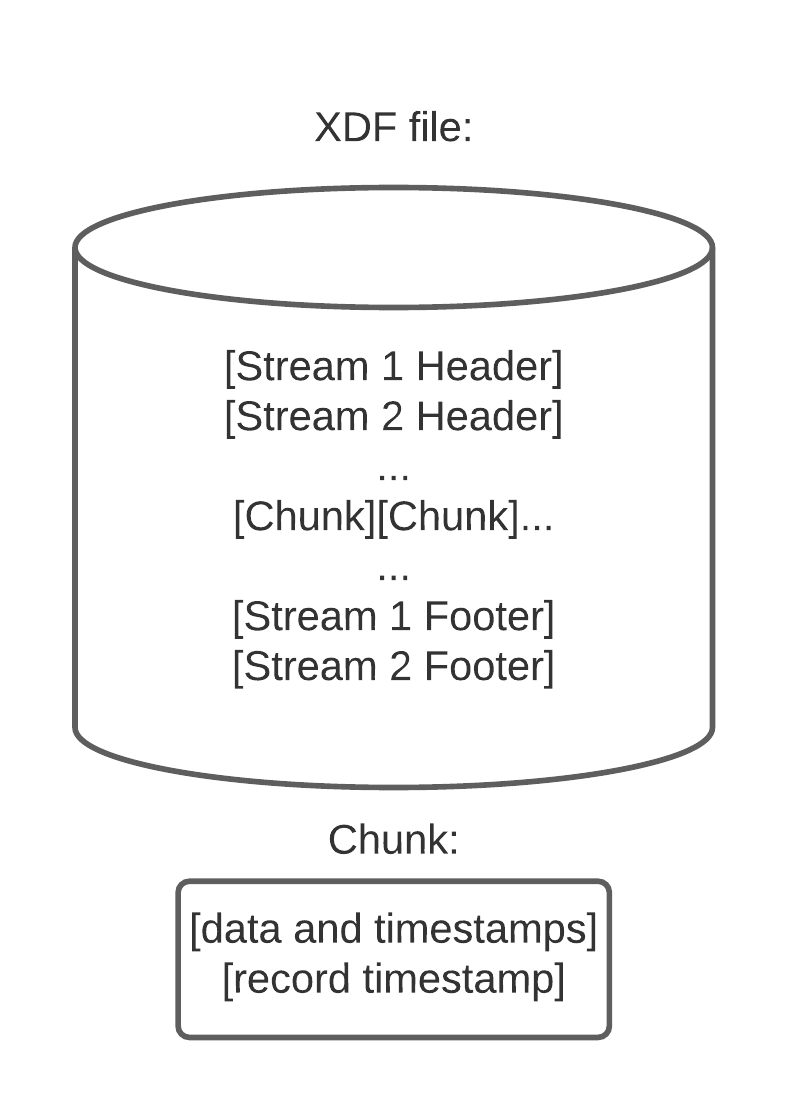 XDF file:
[Stream 1 Header]
[Stream 2 Header]
...
[Chunk][Chunk]...
...
[Stream 1 Footer]
[Stream 2 Footer]
Chunk:
[data and timestamps]
[record timestamp]